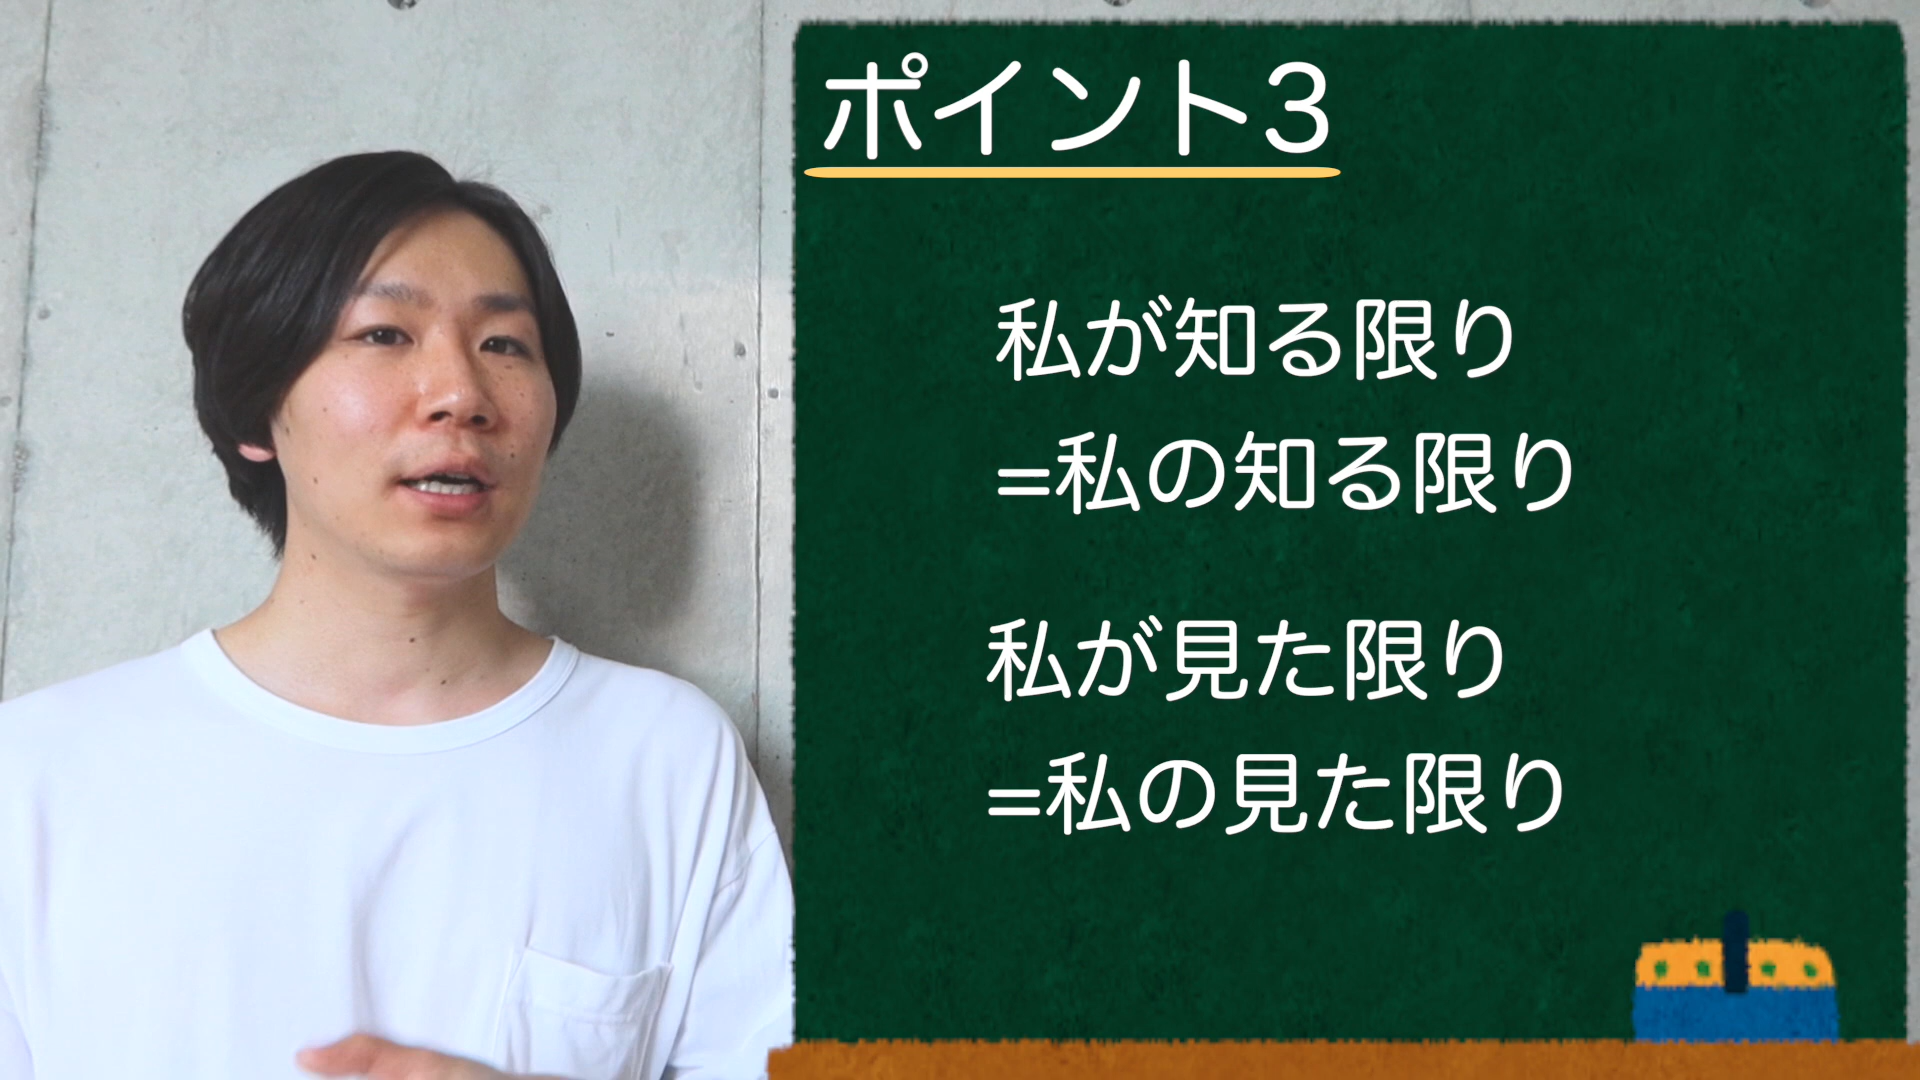 ポイント3
私が知る限り
=私の知る限り
私が見た限り
=私の見た限り